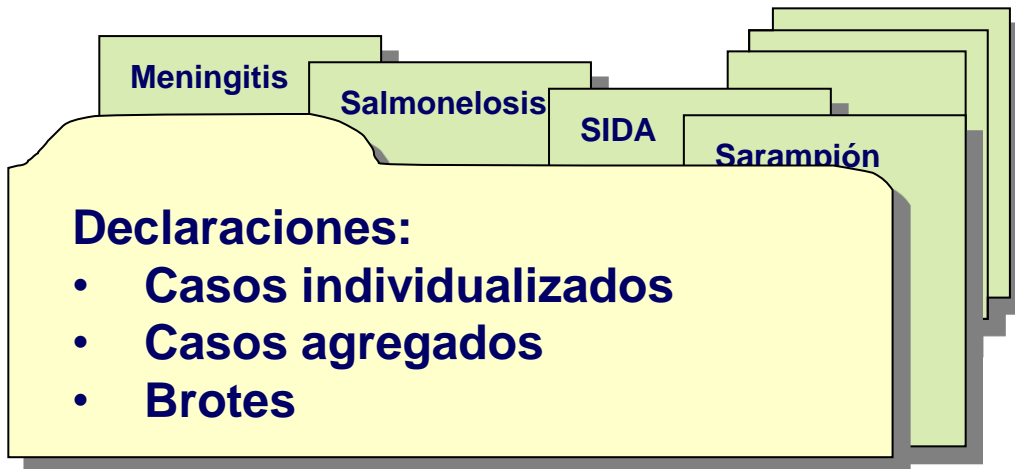 Meningitis
Salmonelosis
SIDA
Sarampión
Declaraciones:
• Casos individualizados
• Casos agregados
• Brotes